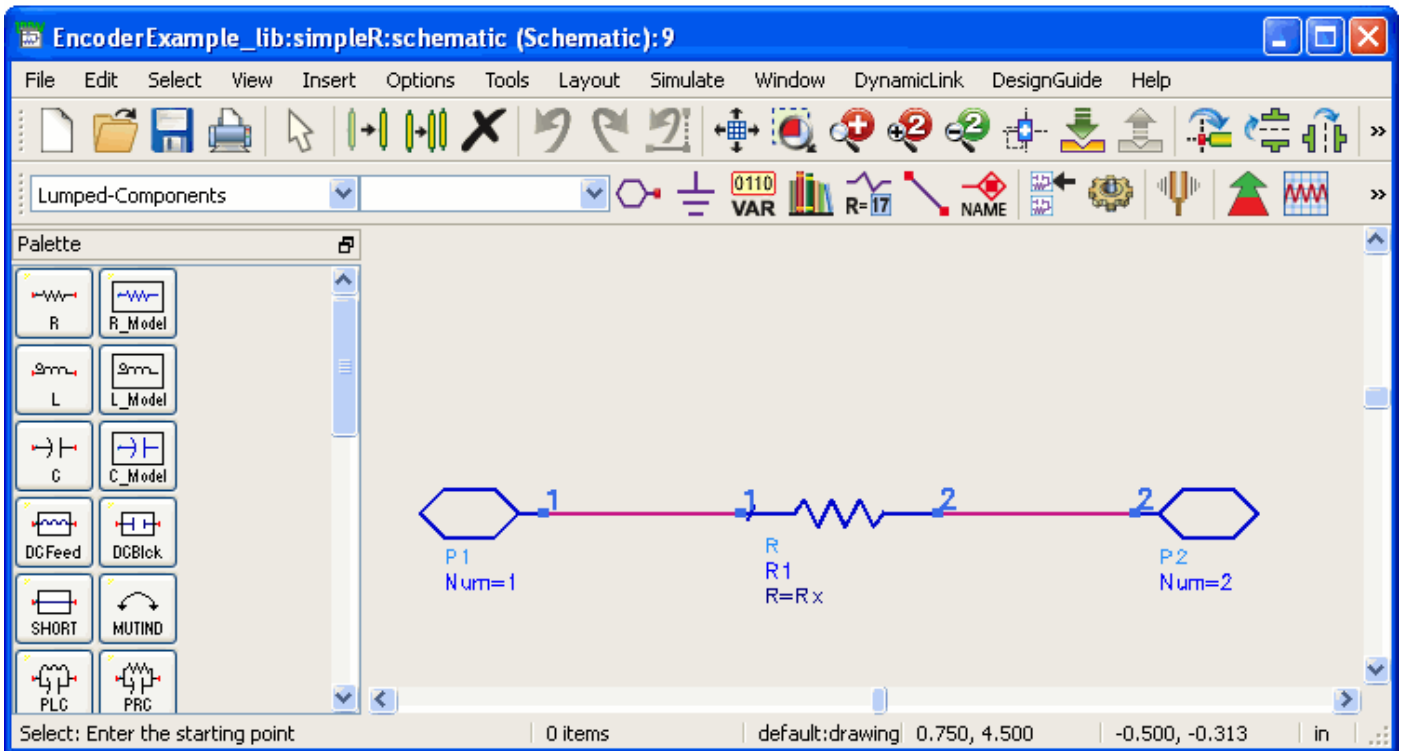 EncoderExample_lib:simpleR:schematic (Schematic):9
File Edit Select View Insert Options Tools Layout Simulate Window DynamicLink DesignGuide Help
2 2 »
Lumped-Components 0110 VAR R=17 NAME »
Palette
R R_Model
L L_Model
C C_Model
DCFeed DCBlck
SHORT MUTIND
PLC PRC
1 1 2 2
P1
Num=1
R
R1
R=Rx
P2
Num=2
Select: Enter the starting point 0 items default:drawing 0.750, 4.500 -0.500, -0.313 in